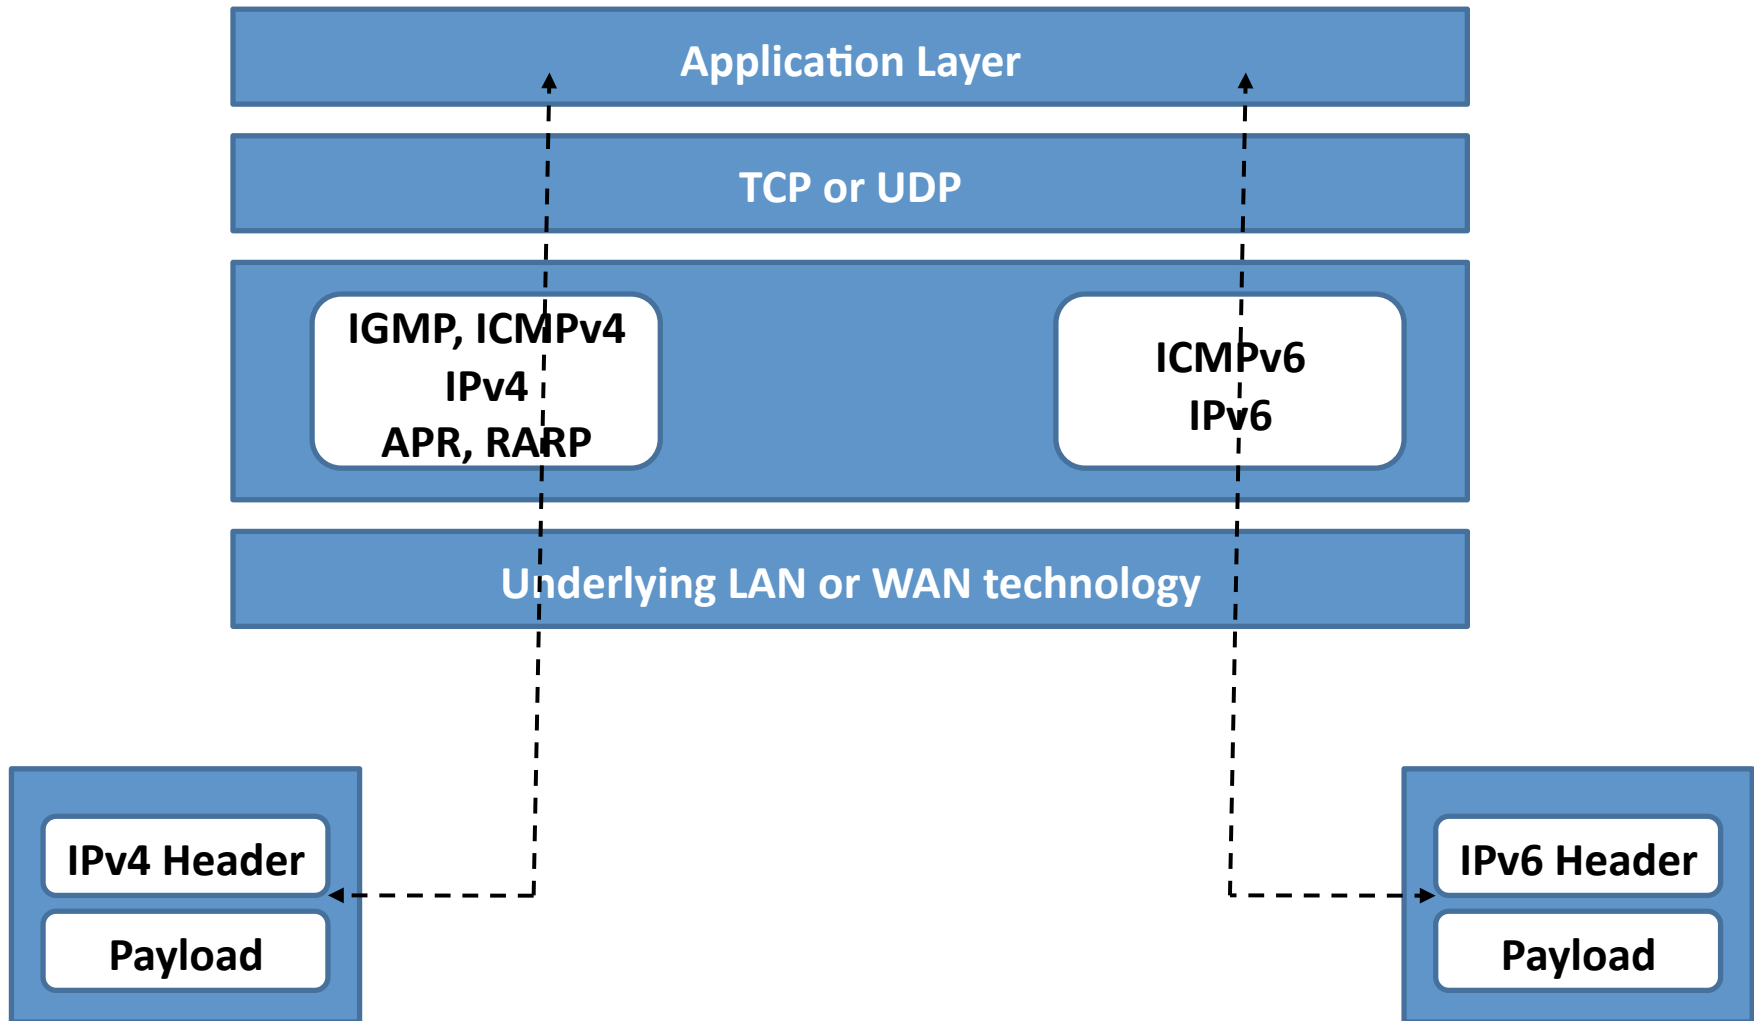 Application Layer
TCP or UDP
IGMP, ICMPv4
IPv4
APR, RARP
ICMPv6
IPv6
Underlying LAN or WAN technology
IPv4 Header
Payload
IPv6 Header
Payload